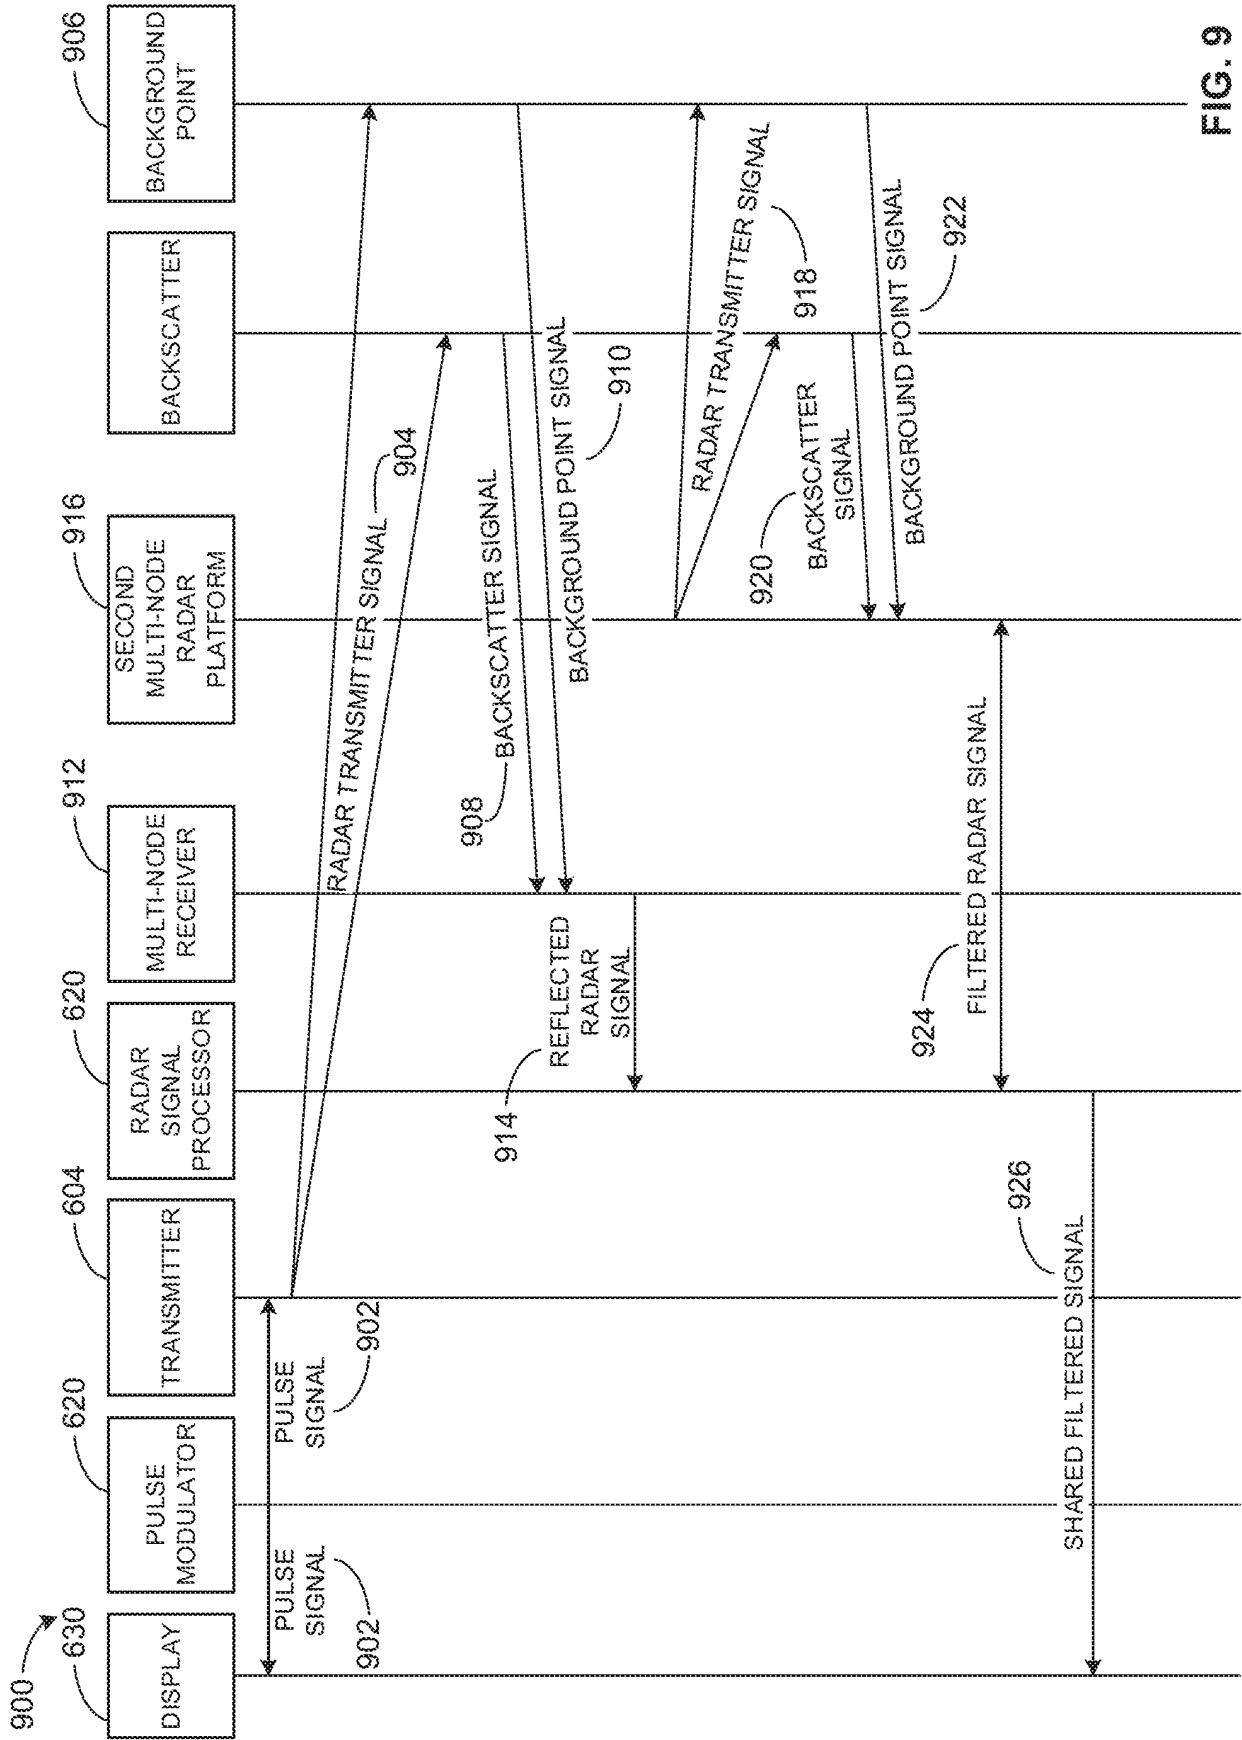 900
630
620
604
620
912
916
906
DISPLAY
PULSE
MODULATOR
TRANSMITTER
RADAR
SIGNAL
PROCESSOR
MULTI-NODE
RECEIVER
SECOND
MULTI-NODE
RADAR
PLATFORM
BACKSCATTER
BACKGROUND
POINT
PULSE
SIGNAL
902
PULSE
SIGNAL
902
RADAR TRANSMITTER SIGNAL
904
908
BACKSCATTER SIGNAL
BACKGROUND POINT SIGNAL
910
914
REFLECTED
RADAR
SIGNAL
RADAR TRANSMITTER SIGNAL
918
920
BACKSCATTER
SIGNAL
BACKGROUND POINT SIGNAL
922
924
FILTERED RADAR SIGNAL
926
SHARED FILTERED SIGNAL
FIG. 9